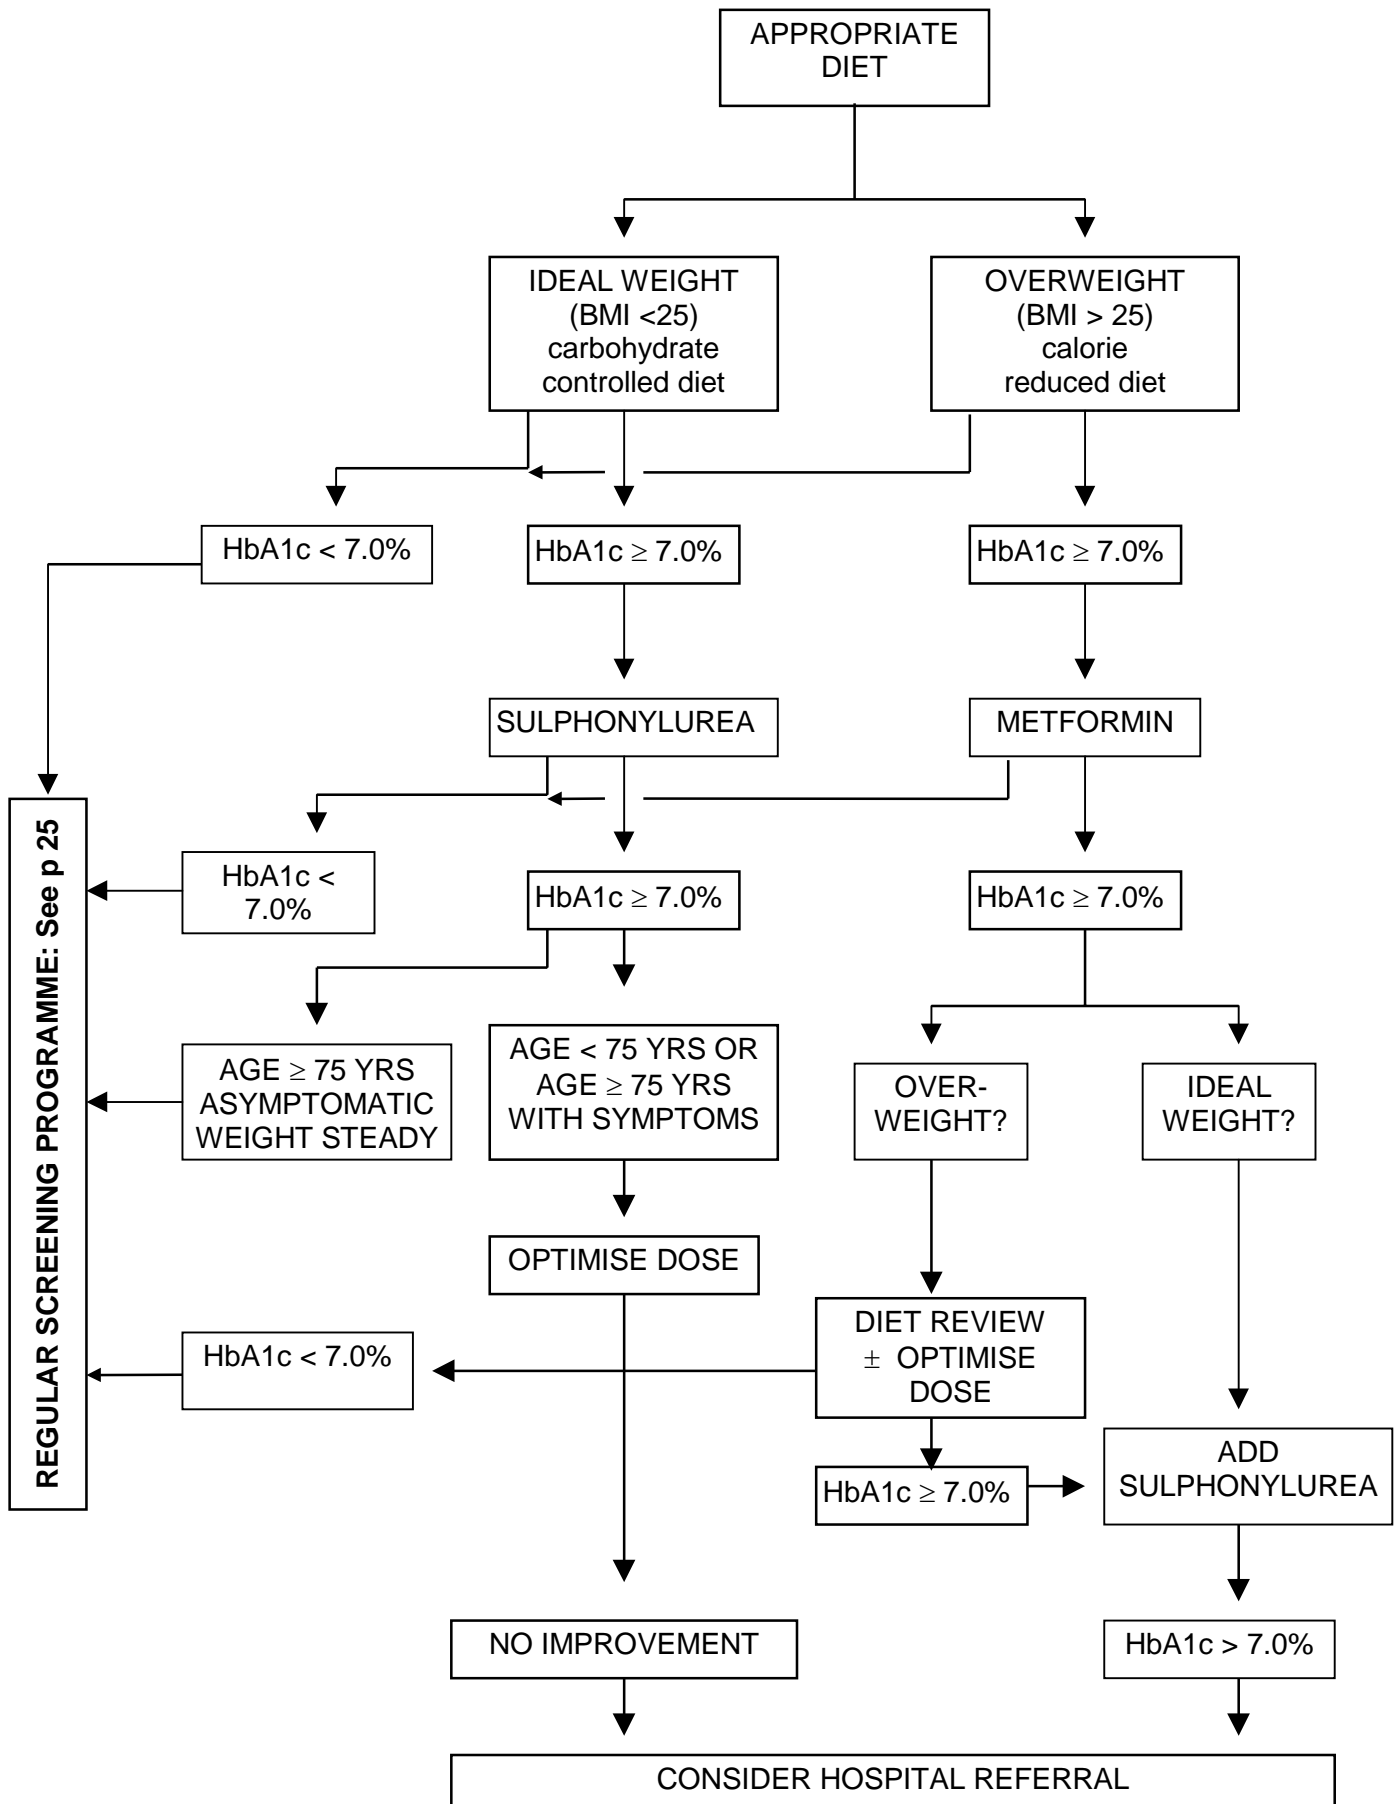 APPROPRIATE
DIET
IDEAL WEIGHT
(BMI <25)
carbohydrate
controlled diet
OVERWEIGHT
(BMI > 25)
calorie
reduced diet
HbA1c < 7.0%
HbA1c ≥ 7.0%
HbA1c ≥ 7.0%
SULPHONYLUREA
METFORMIN
REGULAR SCREENING PROGRAMME: See p 25
HbA1c <
7.0%
HbA1c ≥ 7.0%
HbA1c ≥ 7.0%
AGE ≥ 75 YRS
ASYMPTOMATIC
WEIGHT STEADY
AGE < 75 YRS OR
AGE ≥ 75 YRS
WITH SYMPTOMS
OVER-
WEIGHT?
IDEAL
WEIGHT?
OPTIMISE DOSE
HbA1c < 7.0%
DIET REVIEW
± OPTIMISE
DOSE
HbA1c ≥ 7.0%
ADD
SULPHONYLUREA
NO IMPROVEMENT
HbA1c > 7.0%
CONSIDER HOSPITAL REFERRAL